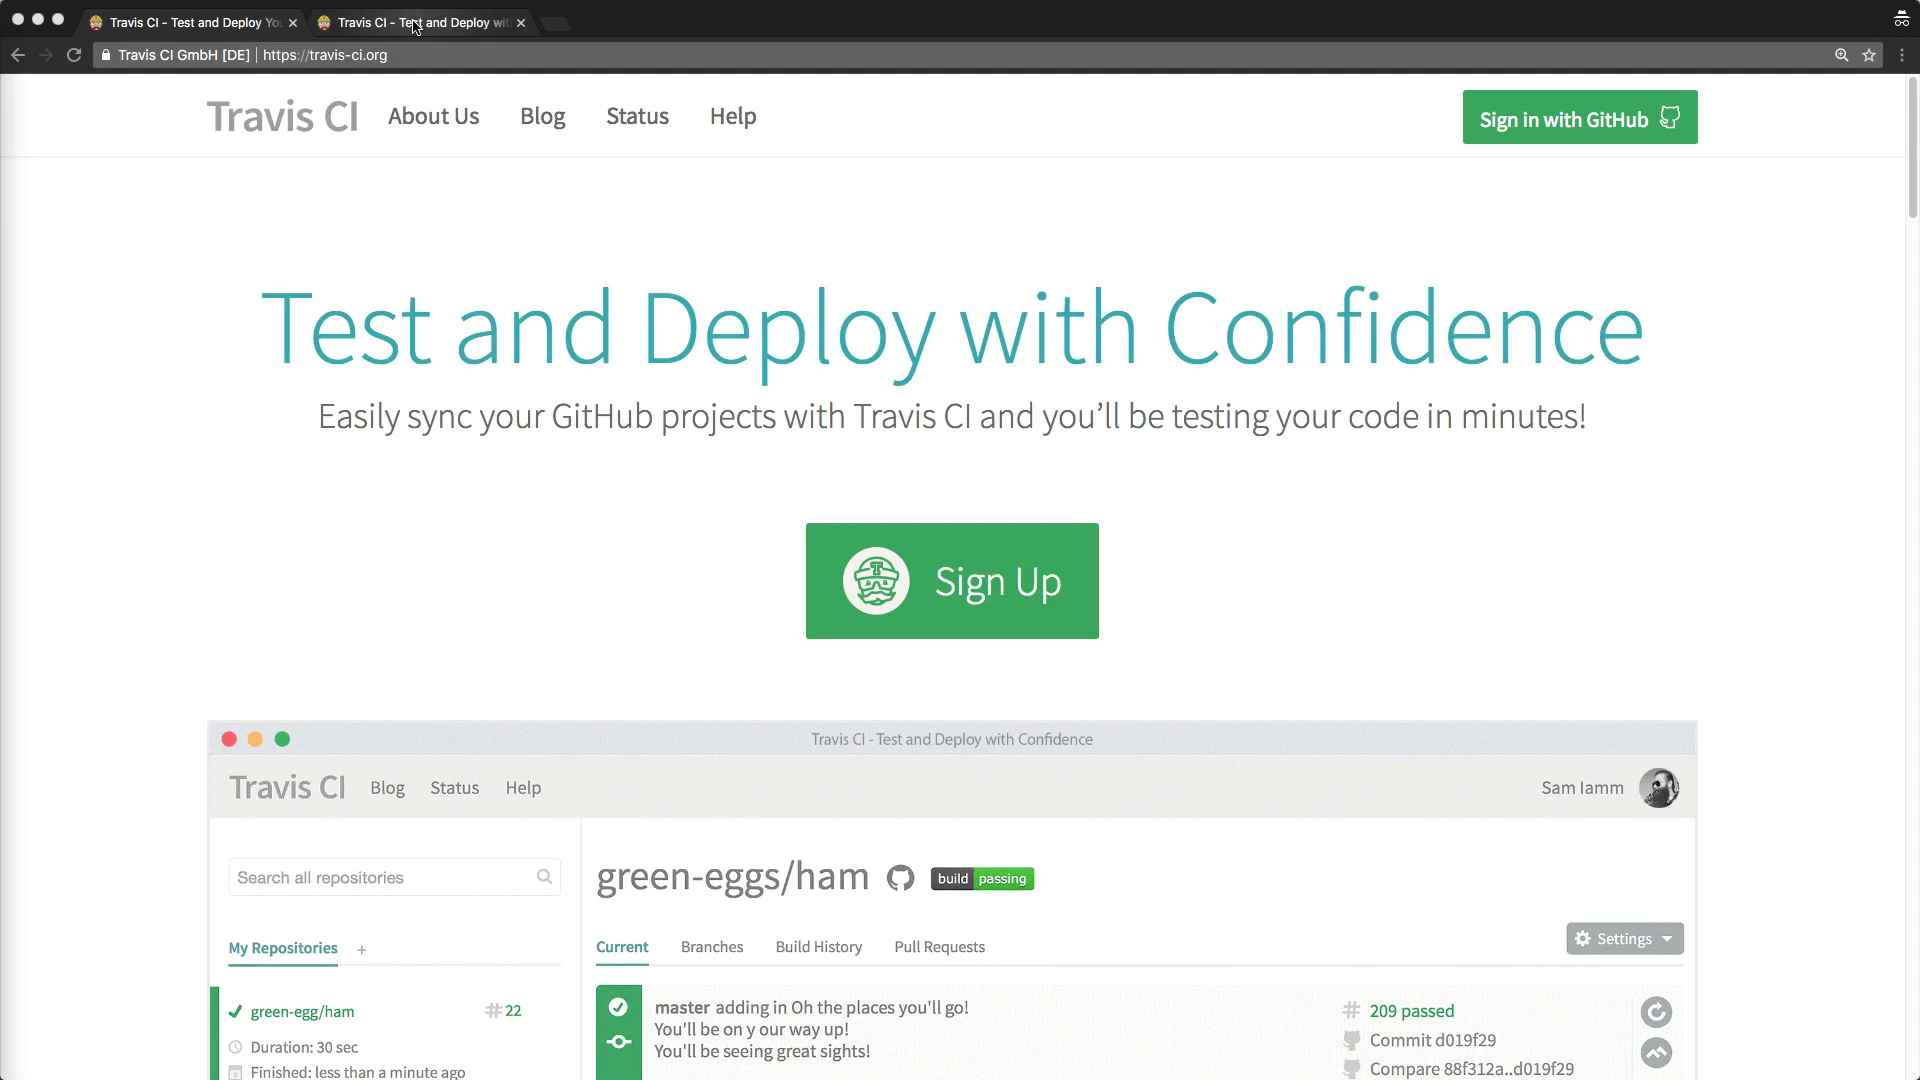 Travis CI - Test and Deploy Yo
Travis CI - Test and Deploy wit
Travis CI GmbH [DE] | https://travis-ci.org
Travis CI
About Us
Blog
Status
Help
Sign in with GitHub
Test and Deploy with Confidence
Easily sync your GitHub projects with Travis CI and you’ll be testing your code in minutes!
T
Sign Up
Travis CI - Test and Deploy with Confidence
Travis CI
Blog
Status
Help
Sam Iamm
Search all repositories
green-eggs/ham
build passing
My Repositories +
Current
Branches
Build History
Pull Requests
Settings
green-egg/ham
# 22
Duration: 30 sec
Finished: less than a minute ago
master adding in Oh the places you'll go!
You'll be on y our way up!
You'll be seeing great sights!
# 209 passed
Commit d019f29
Compare 88f312a..d019f29